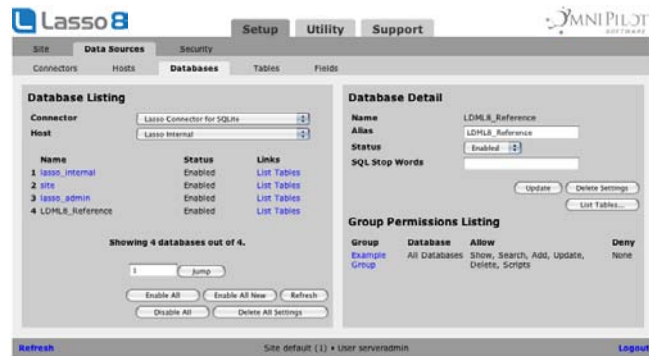 Lasso 8
Setup Utility Support
OMNIPILOT
SOFTWARE
Site Data Sources Security
Connectors Hosts Databases Tables Fields
Database Listing
Connector Lasso Connector for SQLite
Host Lasso Internal
Name Status Links
1 lasso_internal Enabled List Tables
2 site Enabled List Tables
3 lasso_admin Enabled List Tables
4 LDML8_Reference Enabled List Tables
Showing 4 databases out of 4.
1 Jump
Enable All Enable All New Refresh
Disable All Delete All Settings
Database Detail
Name LDML8_Reference
Alias LDML8_Reference
Status Enabled
SQL Stop Words
Update Delete Settings
List Tables...
Group Permissions Listing
Group Database Allow Deny
Example All Databases Show, Search, Add, Update, None
Group Delete, Scripts
Refresh Site default (1) • User serveradmin Logout